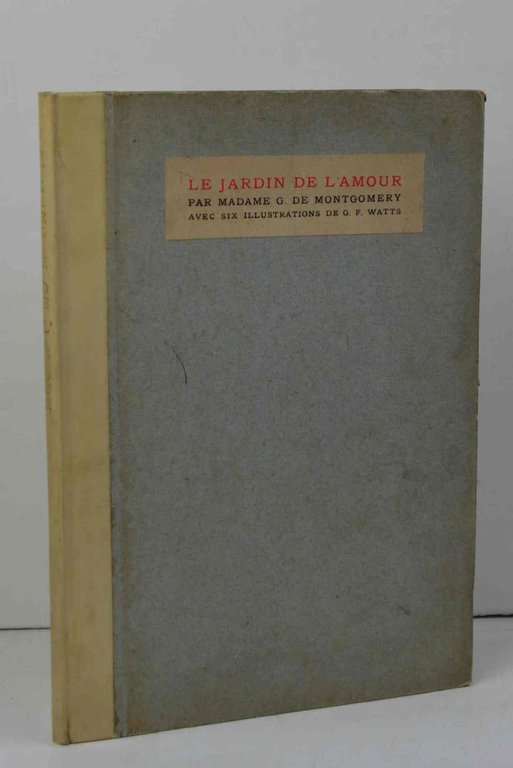 LE JARDIN DE L'AMOUR
PAR MADAME G. DE MONTGOMERY
AVEC SIX ILLUSTRATIONS DE G. F. WATTS